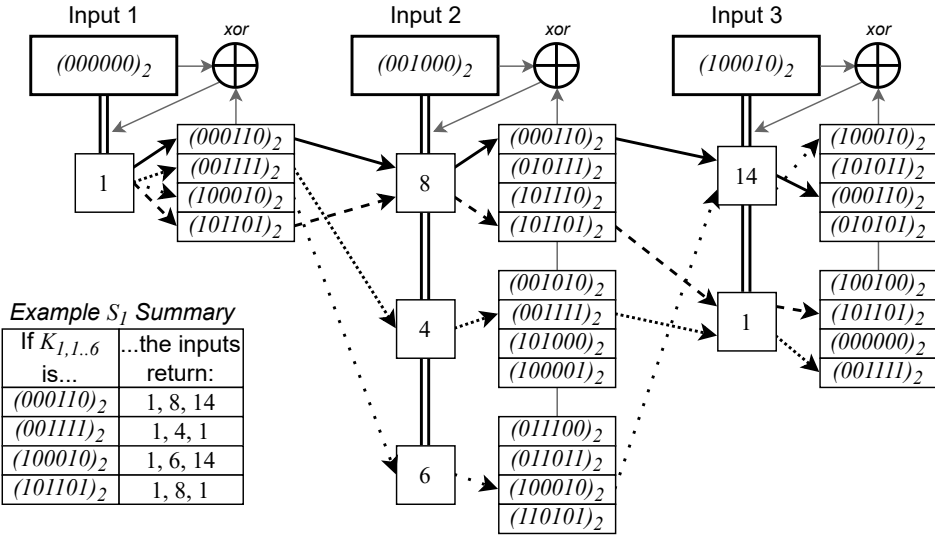 Input 1
Input 2
Input 3
xor
xor
xor
(000000)2
(001000)2
(100010)2
1
(000110)2
(001111)2
(100010)2
(101101)2
8
(000110)2
(010111)2
(101110)2
(101101)2
14
(100010)2
(101011)2
(000110)2
(010101)2
4
(001010)2
(001111)2
(101000)2
(100001)2
1
(100100)2
(101101)2
(000000)2
(001111)2
6
(011100)2
(011011)2
(100010)2
(110101)2
Example S1 Summary
If K1,1..6 is...
...the inputs return:
(000110)2 1, 8, 14
(001111)2 1, 4, 1
(100010)2 1, 6, 14
(101101)2 1, 8, 1